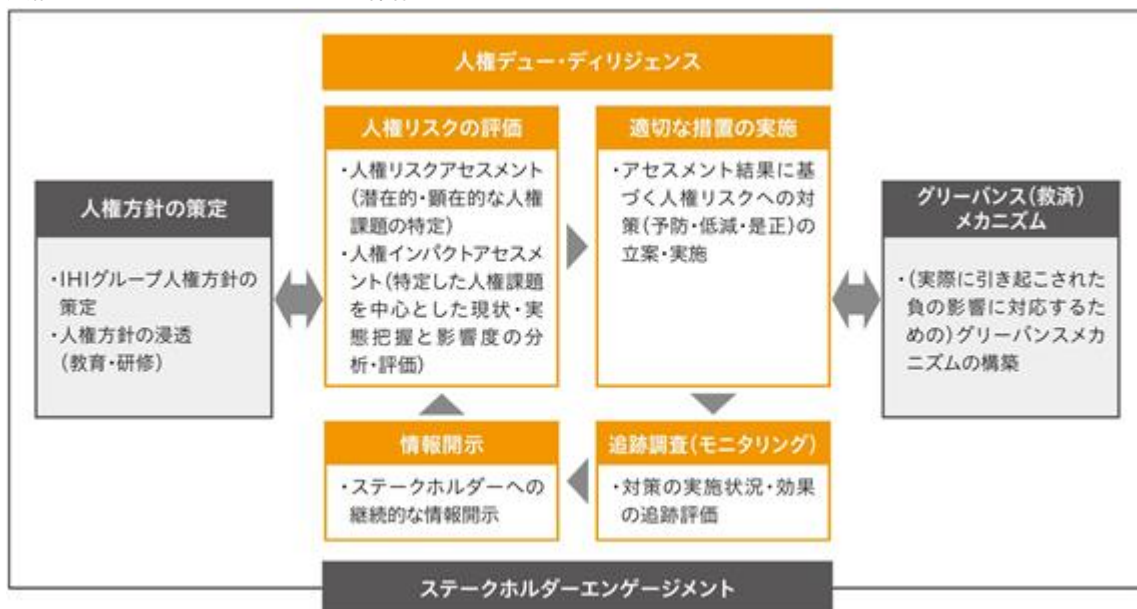 人権デュー・ディリジェンス
人権方針の策定
・IHIグループ人権方針の
策定
・人権方針の浸透
(教育・研修)
人権リスクの評価
・人権リスクアセスメント
(潜在的・顕在的な人権
課題の特定)
・人権インパクトアセスメ
ント(特定した人権課題
を中心とした現状・実
態把握と影響度の分
析・評価)
適切な措置の実施
・アセスメント結果に基
づく人権リスクへの対
策(予防・低減・是正)の
立案・実施
グリーバンス(救済)
メカニズム
・(実際に引き起こされた
負の影響に対応するた
めの)グリーバンスメカ
ニズムの構築
情報開示
・ステークホルダーへの
継続的な情報開示
追跡調査(モニタリング)
・対策の実施状況・効果
の追跡評価
ステークホルダーエンゲージメント